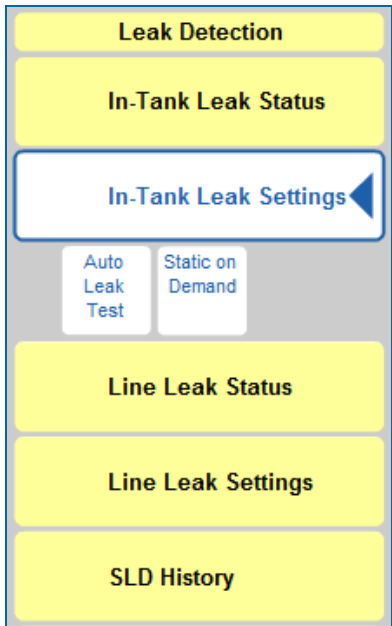 Leak Detection
In-Tank Leak Status
In-Tank Leak Settings
Auto
Leak
Test
Static on
Demand
Line Leak Status
Line Leak Settings
SLD History